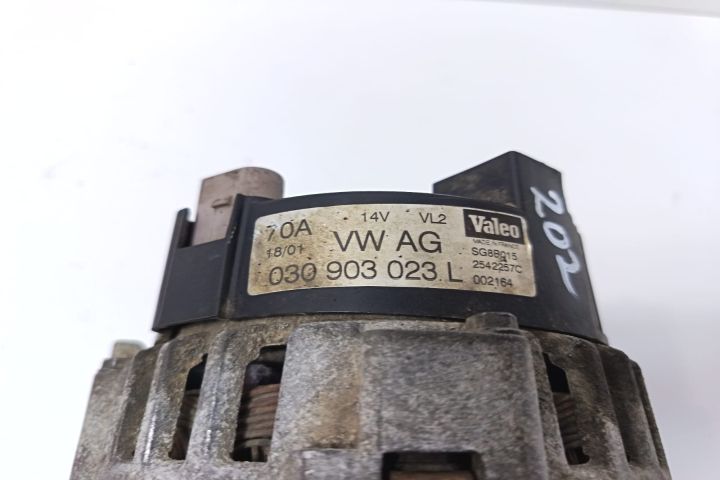 70A 14V VL2 Valeo
MADE IN FRANCE
18/01 VW AG SG8B015
2542257C
030 903 023 L 002164
202